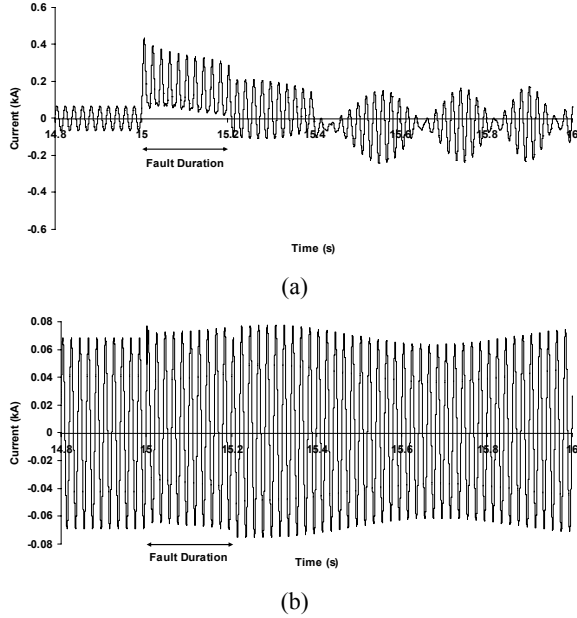 0.6
0.4
0.2
0
-0.2
-0.4
-0.6
Current (kA)
14.8 15 15.2 15.4 15.6 15.8 16
Fault Duration
Time (s)
(a)
0.08
0.06
0.04
0.02
0
-0.02
-0.04
-0.06
-0.08
Current (kA)
14.8 15 15.2 15.4 15.6 15.8 16
Fault Duration
Time (s)
(b)